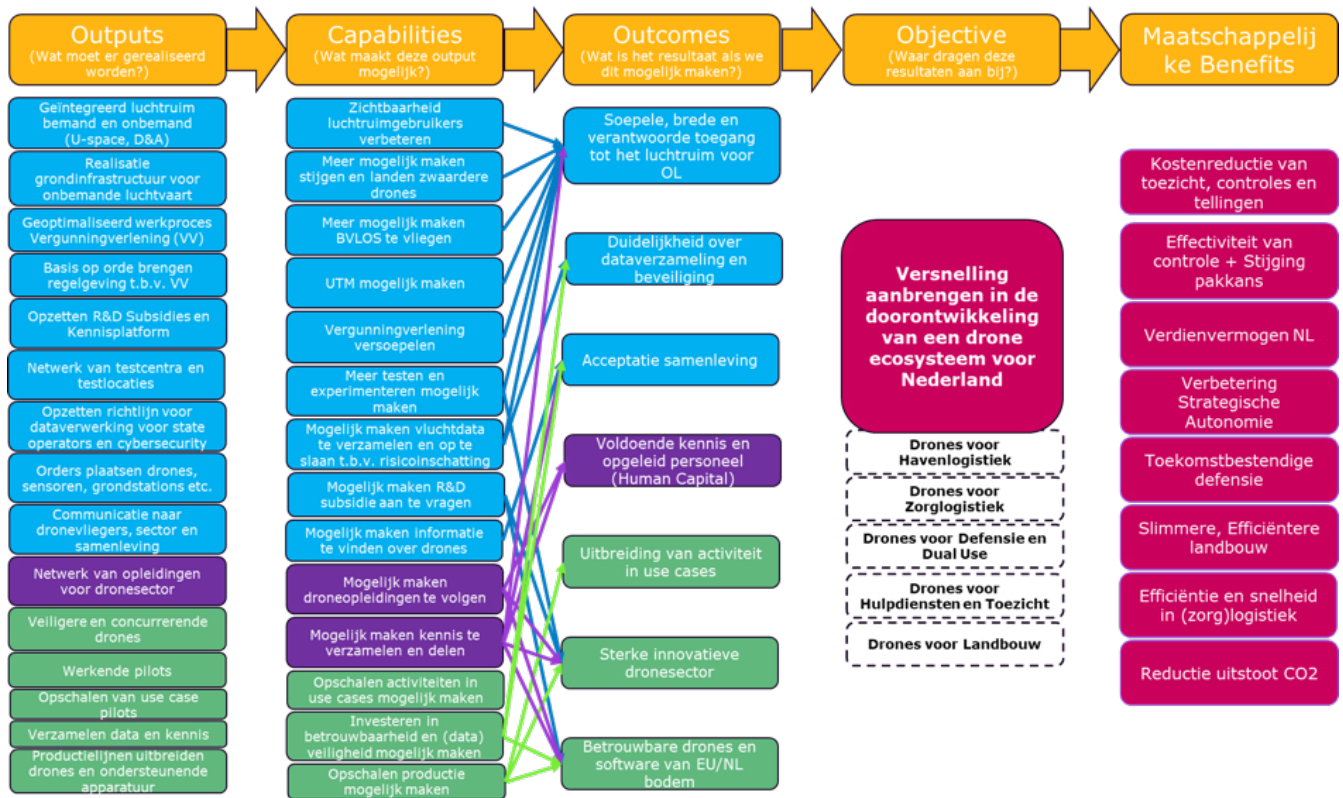 Outputs
(Wat moet er gerealiseerd
worden?)
Geïntegreerd luchtruim
bemand en onbemand
(U-space, D&A)
Realisatie
grondinfrastructuur voor
onbemande luchtvaart
Geoptimaliseerd werkproces
Vergunningverlening (VV)
Basis op orde brengen
regelgeving t.b.v. VV
Opzetten R&D Subsidies en
Kennisplatform
Netwerk van testcentra en
testlocaties
Opzetten richtlijn voor
dataverwerking voor state
operators en cybersecurity
Orders plaatsen drones,
sensoren, grondstations etc.
Communicatie naar
dronevliegers, sector en
samenleving
Netwerk van opleidingen
voor dronesector
Veiligere en concurrerende
drones
Werkende pilots
Opschalen van use case
pilots
Verzamelen data en kennis
Productielijnen uitbreiden
drones en ondersteunende
apparatuur
Capabilities
(Wat maakt deze output
mogelijk?)
Zichtbaarheid
luchtruimgebruikers
verbeteren
Meer mogelijk maken
stijgen en landen zwaardere
drones
Meer mogelijk maken
BVLOS te vliegen
UTM mogelijk maken
Vergunningverlening
versoepelen
Meer testen en
experimenteren mogelijk
maken
Mogelijk maken vluchtdata
te verzamelen en op te
slaan t.b.v. risicoinschatting
Mogelijk maken R&D
subsidie aan te vragen
Mogelijk maken informatie
te vinden over drones
Mogelijk maken
droneopleidingen te volgen
Mogelijk maken kennis te
verzamelen en delen
Opschalen activiteiten in
use cases mogelijk maken
Investeren in
betrouwbaarheid en (data)
veiligheid mogelijk maken
Opschalen productie
mogelijk maken
Outcomes
(Wat is het resultaat als we
dit mogelijk maken?)
Soepele, brede en
verantwoorde toegang
tot het luchtruim voor
OL
Duidelijkheid over
dataverzameling en
beveiliging
Acceptatie samenleving
Voldoende kennis en
opgeleid personeel
(Human Capital)
Uitbreiding van activiteit
in use cases
Sterke innovatieve
dronesector
Betrouwbare drones en
software van EU/NL
bodem
Objective
(Waar dragen deze
resultaten aan bij?)
Versnelling
aanbrengen in de
doorontwikkeling
van een drone
ecosysteem voor
Nederland
Drones voor
Havenlogistiek
Drones voor
Zorglogistiek
Drones voor Defensie en
Dual Use
Drones voor
Hulpdiensten en Toezicht
Drones voor Landbouw
Maatschappelij
ke Benefits
Kostenreductie van
toezicht, controles en
tellingen
Effectiviteit van
controle + Stijging
pakkans
Verdienvermogen NL
Verbetering
Strategische
Autonomie
Toekomstbestendige
defensie
Slimmere, Efficiëntere
landbouw
Efficiëntie en snelheid
in (zorg)logistiek
Reductie uitstoot CO2